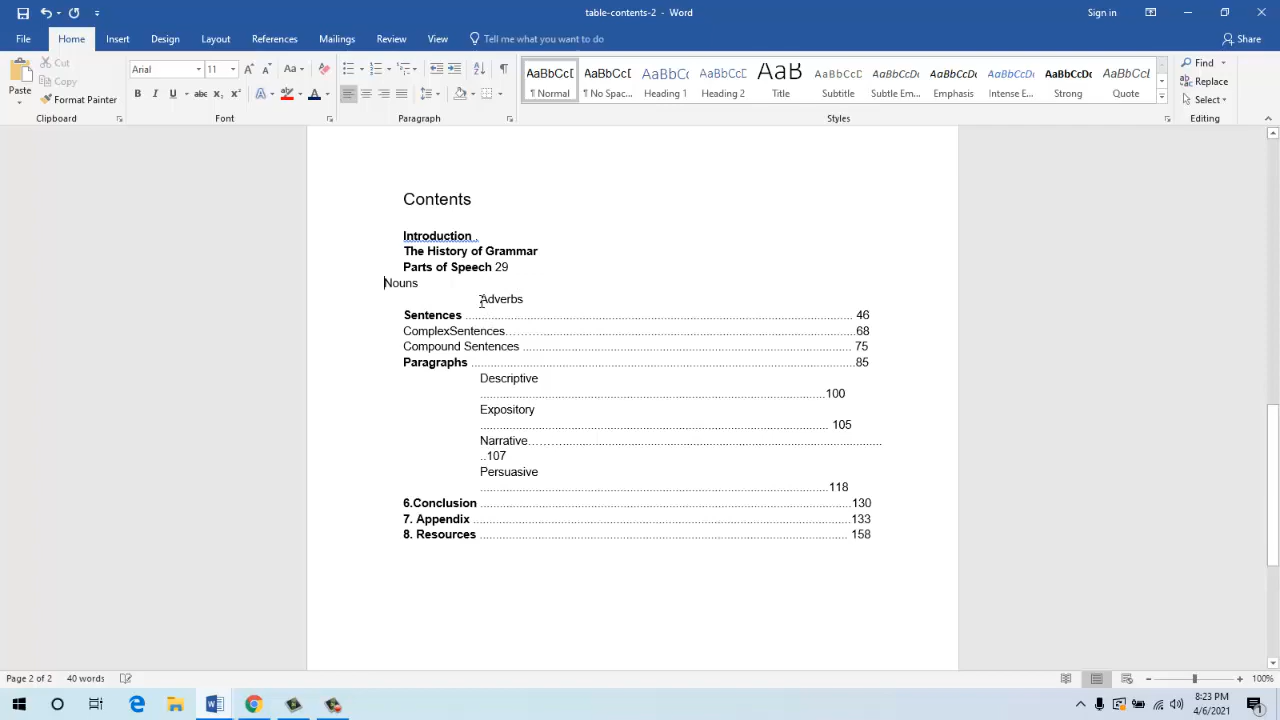 table-contents-2 - Word
Sign in
File Home Insert Design Layout References Mailings Review View Tell me what you want to do Share
Paste
Cut
Copy
Format Painter
Clipboard
Arial 11
Font
Paragraph
AaBbCcD AaBbCcD AaBbCc AaBbCcD AaB AaBbCcD AaBbCcDc AaBbCcDc AaBbCcDc AaBbCcDc AaBbCcL
¶ Normal ¶ No Spac... Heading 1 Heading 2 Title Subtitle Subtle Em... Emphasis Intense E... Strong Quote
Styles
Find
Replace
Select
Editing
Contents
Introduction .
The History of Grammar
Parts of Speech 29
Nouns
Adverbs
Sentences ........................................ 46
ComplexSentences........................................68
Compound Sentences ........................................ 75
Paragraphs ........................................85
Descriptive
........................................100
Expository
........................................ 105
Narrative........................................
..107
Persuasive
........................................118
6.Conclusion ........................................130
7. Appendix ........................................133
8. Resources ........................................ 158
Page 2 of 2 40 words
100%
8:23 PM
4/6/2021